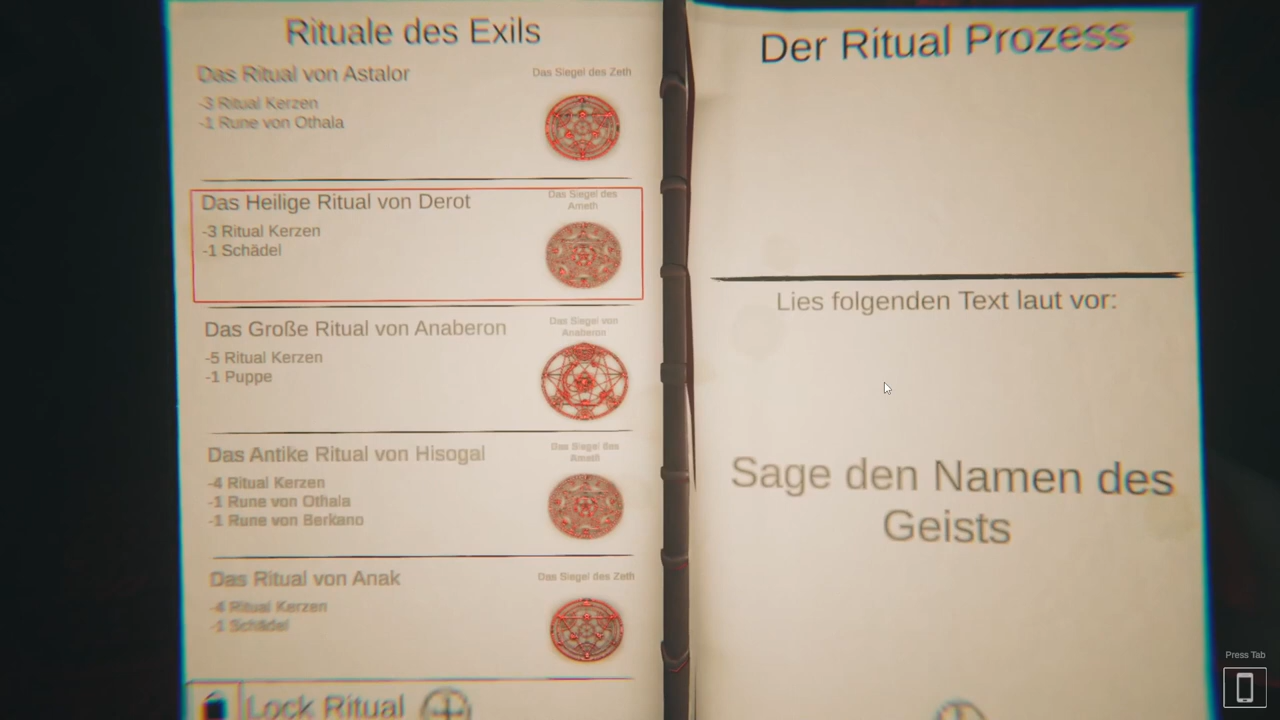 Rituale des Exils
Das Ritual von Astalor
Das Siegel des Zeth
-3 Ritual Kerzen
-1 Rune von Othala
Das Heilige Ritual von Derot
Das Siegel des
Ameth
-3 Ritual Kerzen
-1 Schädel
Das Große Ritual von Anaberon
Das Siegel von
Anaberon
-5 Ritual Kerzen
-1 Puppe
Das Antike Ritual von Hisogal
Das Siegel des
Ameth
-4 Ritual Kerzen
-1 Rune von Othala
-1 Rune von Berkano
Das Ritual von Anak
Das Siegel des Zeth
-4 Ritual Kerzen
-1 Schädel
Lock Ritual
Der Ritual Prozess
Lies folgenden Text laut vor:
Sage den Namen des
Geists
Press Tab